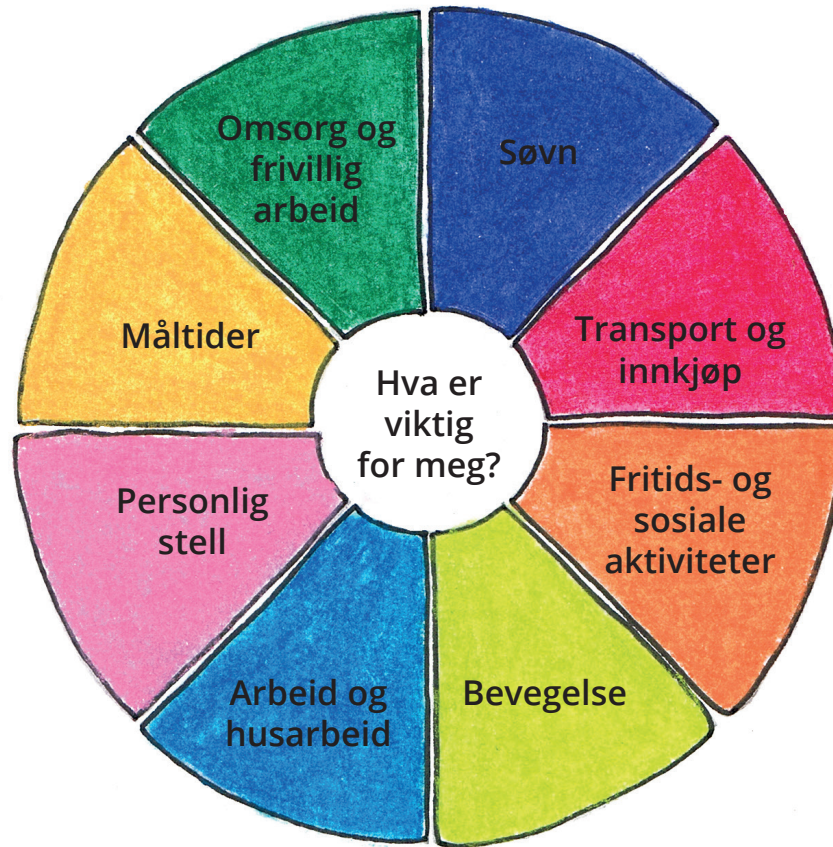 Omsorg og
frivillig
arbeid
Søvn
Måltider
Transport og
innkjøp
Hva er
viktig
for meg?
Personlig
stell
Fritids- og
sosiale
aktiviteter
Arbeid og
husarbeid
Bevegelse